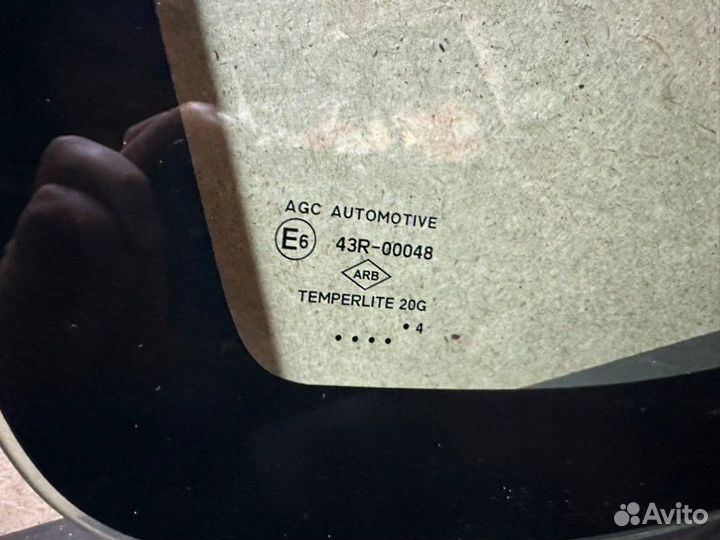 AGC AUTOMOTIVE
E6 43R-00048
ARB
TEMPERLITE 20G
•4
••••
Avito